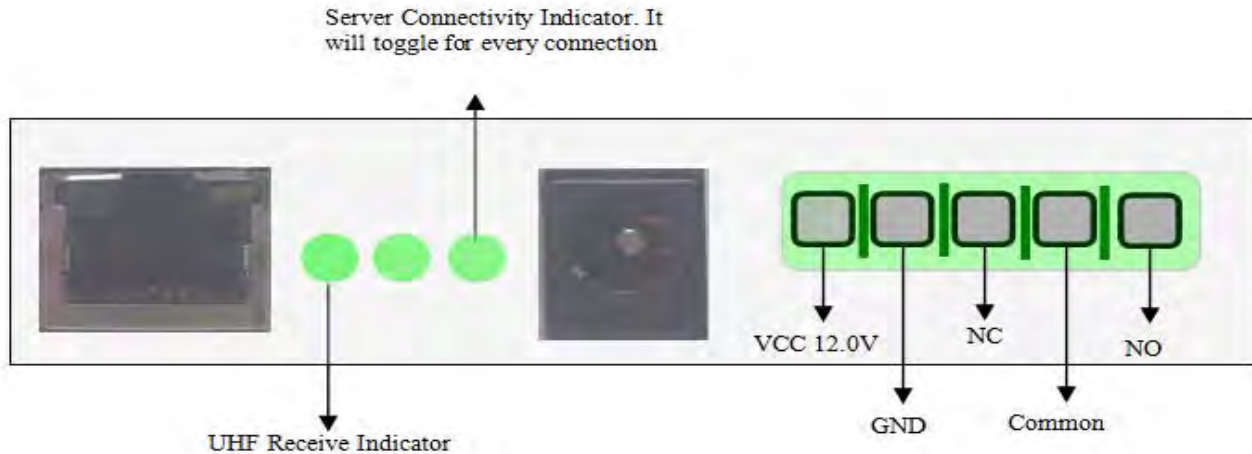 Server Connectivity Indicator. It
will toggle for every connection
VCC 12.0V
NC
NO
GND
Common
UHF Receive Indicator